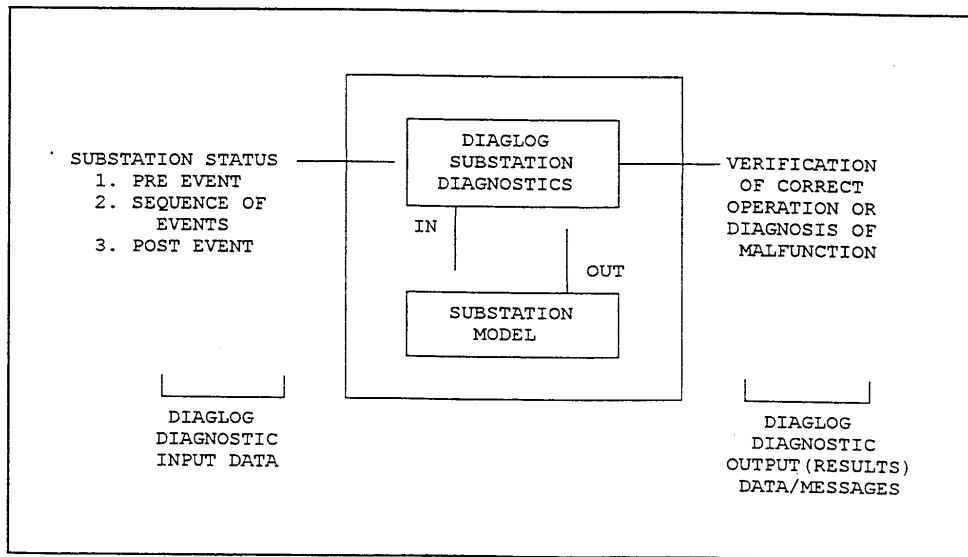 DIAGLOG
SUBSTATION
DIAGNOSTICS
SUBSTATION STATUS
1. PRE EVENT
2. SEQUENCE OF
EVENTS
3. POST EVENT
VERIFICATION
OF CORRECT
OPERATION OR
DIAGNOSIS OF
MALFUNCTION
IN
OUT
SUBSTATION
MODEL
DIAGLOG
DIAGNOSTIC
INPUT DATA
DIAGLOG
DIAGNOSTIC
OUTPUT(RESULTS)
DATA/MESSAGES